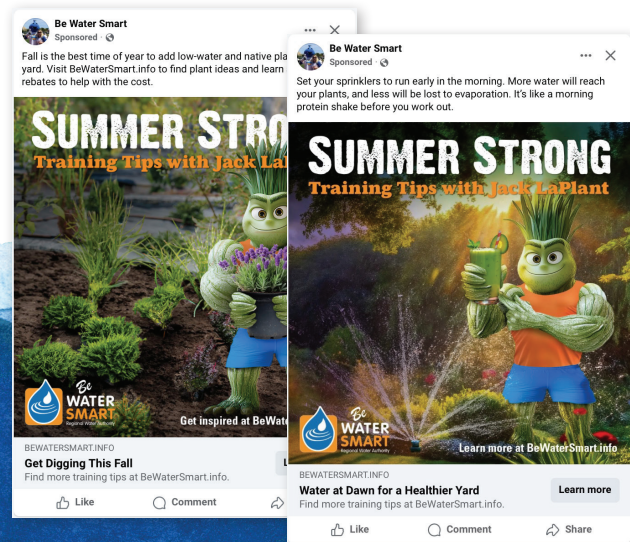 Be Water Smart
Sponsored ·
Fall is the best time of year to add low-water and native
yard. Visit BeWaterSmart.info to find plant ideas and learn
rebates to help with the cost.
SUMMER
Training Tips with Jack
Be
WATER
SMART
Regional Water Authority
Get inspired at
BEWATERSMART.INFO
Get Digging This Fall
Find more training tips at BeWaterSmart.info.
Like
Comment
Be Water Smart
Sponsored ·
Set your sprinklers to run early in the morning. More water will reach
your plants, and less will be lost to evaporation. It's like a morning
protein shake before you work out.
SUMMER STRONG
Training Tips with Jack LaPlant
Be
WATER
SMART
Regional Water Authority
Learn more at BeWaterSmart.info
BEWATERSMART.INFO
Water at Dawn for a Healthier Yard
Find more training tips at BeWaterSmart.info.
Learn more
Like
Comment
Share